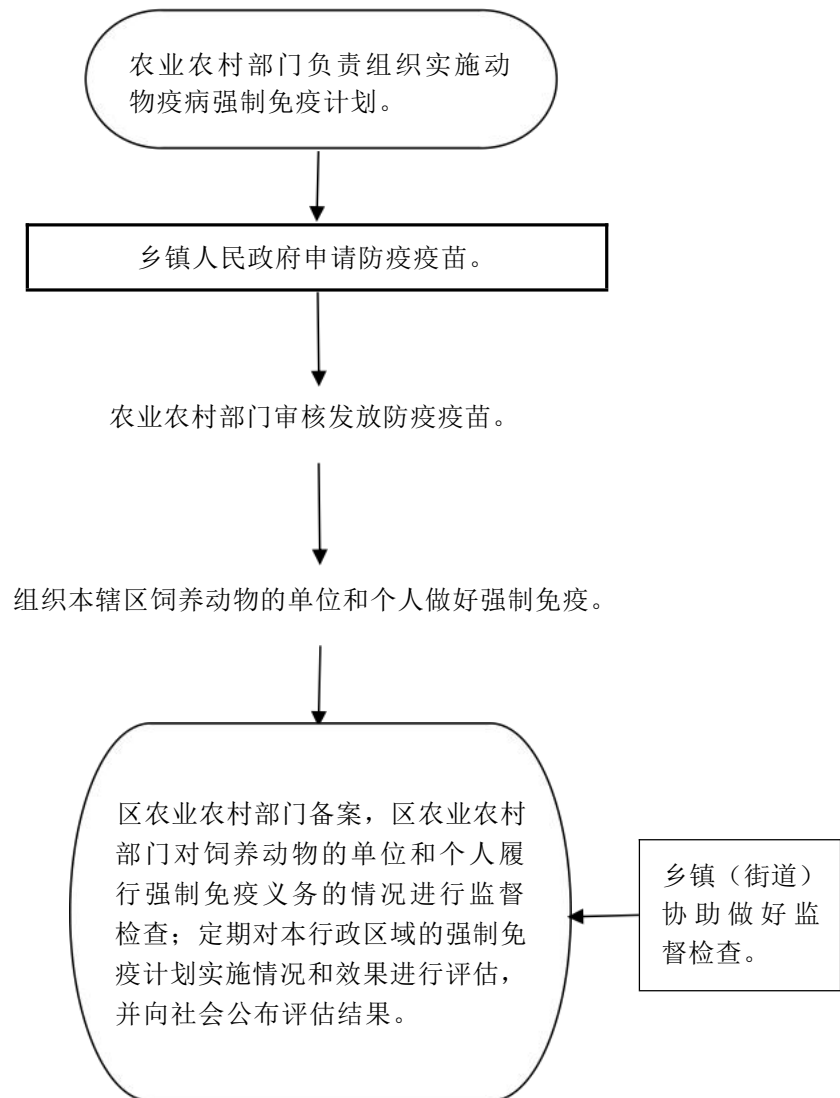 农业农村部门负责组织实施动
物疫病强制免疫计划。
乡镇人民政府申请防疫疫苗。
农业农村部门审核发放防疫疫苗。
组织本辖区饲养动物的单位和个人做好强制免疫。
区农业农村部门备案，区农业农村
部门对饲养动物的单位和个人履
行强制免疫义务的情况进行监督
检查；定期对本行政区域的强制免
疫计划实施情况和效果进行评估，
并向社会公布评估结果。
乡镇（街道）
协助做好监
督检查。